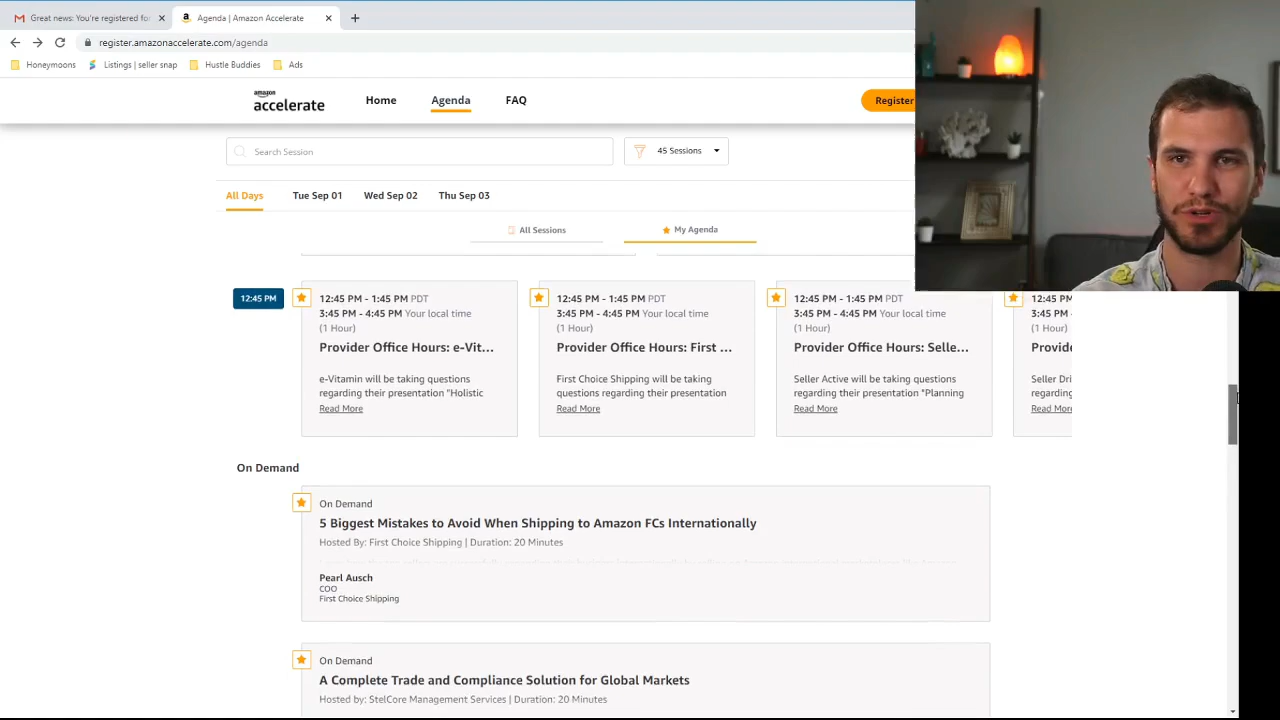 Great news: You're registered for
Agenda | Amazon Accelerate
register.amazonaccelerate.com/agenda
Honeymoons
Listings | seller snap
Hustle Buddies
Ads
amazon
accelerate
Home
Agenda
FAQ
Register
Search Session
45 Sessions
All Days
Tue Sep 01
Wed Sep 02
Thu Sep 03
All Sessions
My Agenda
12:45 PM
12:45 PM - 1:45 PM PDT
3:45 PM - 4:45 PM Your local time
(1 Hour)
Provider Office Hours: e-Vit...
e-Vitamin will be taking questions
regarding their presentation "Holistic
Read More
12:45 PM - 1:45 PM PDT
3:45 PM - 4:45 PM Your local time
(1 Hour)
Provider Office Hours: First ...
First Choice Shipping will be taking
questions regarding their presentation
Read More
12:45 PM - 1:45 PM PDT
3:45 PM - 4:45 PM Your local time
(1 Hour)
Provider Office Hours: Selle...
Seller Active will be taking questions
regarding their presentation "Planning
Read More
12:45 PM
3:45 PM
(1 Hour)
Provid
Seller Dri
regarding
Read More
On Demand
On Demand
5 Biggest Mistakes to Avoid When Shipping to Amazon FCs Internationally
Hosted By: First Choice Shipping | Duration: 20 Minutes
Pearl Ausch
COO
First Choice Shipping
On Demand
A Complete Trade and Compliance Solution for Global Markets
Hosted By: StelCore Management Services | Duration: 20 Minutes